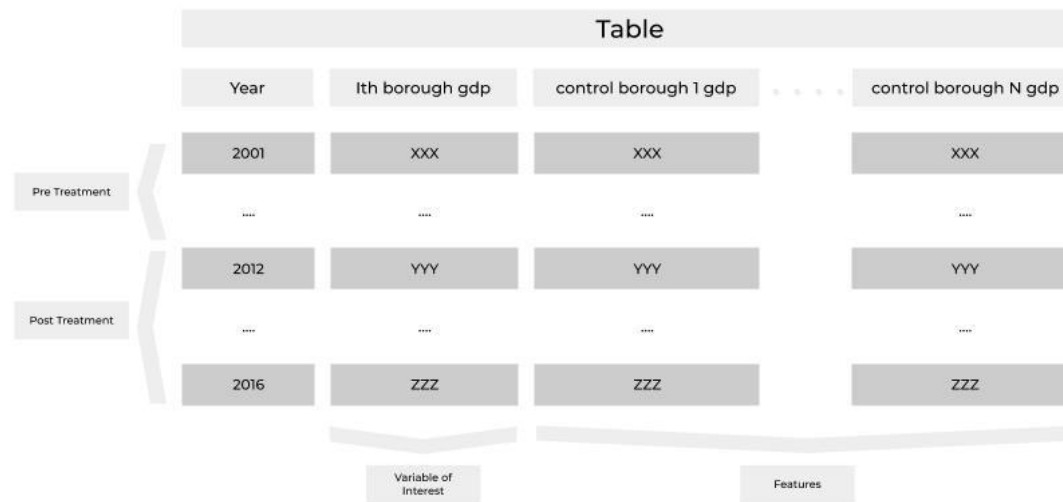 Table
Year Ith borough gdp control borough 1 gdp . . . . control borough N gdp
2001 XXX XXX XXX
Pre Treatment
.... .... .... ....
2012 YYY YYY YYY
Post Treatment
.... .... .... ....
2016 ZZZ ZZZ ZZZ
Variable of
Interest
Features